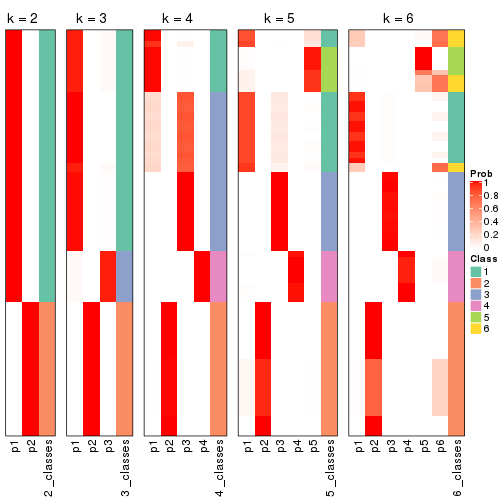 k = 2
k = 3
k = 4
k = 5
k = 6
p1
p2
2_classes
p1
p2
p3
3_classes
p1
p2
p3
p4
4_classes
p1
p2
p3
p4
p5
5_classes
p1
p2
p3
p4
p5
p6
6_classes
Prob
1
0.8
0.6
0.4
0.2
0
Class
1
2
3
4
5
6